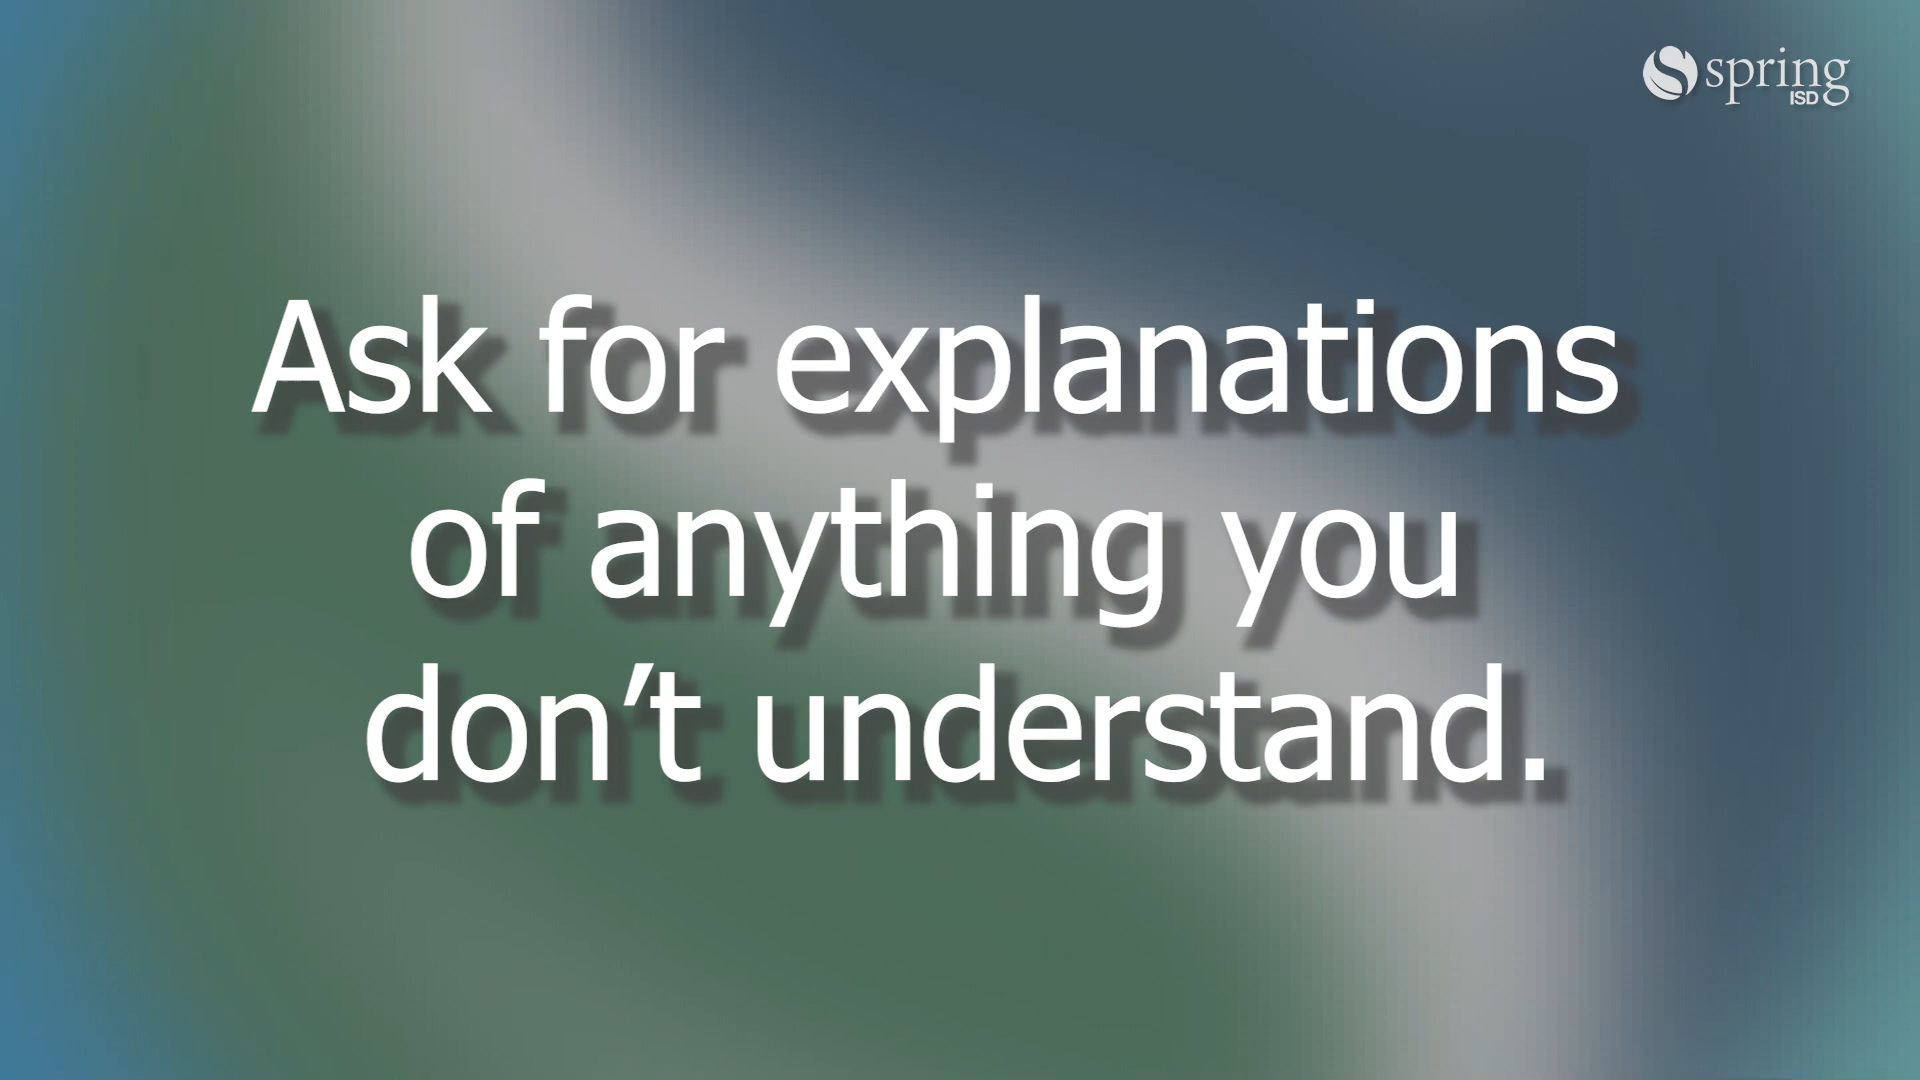 spring
ISD
Ask for explanations
of anything you
don’t understand.